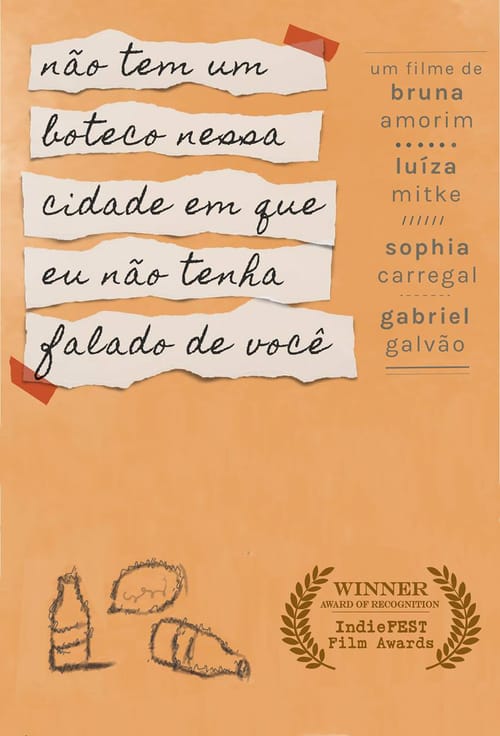 não tem um
boteco nessa
cidade em que
eu não tenha
falado de você
um filme de
bruna
amorim
luíza
mitke
sophia
carregal
gabriel
galvão
WINNER
AWARD OF RECOGNITION
IndieFEST
Film Awards